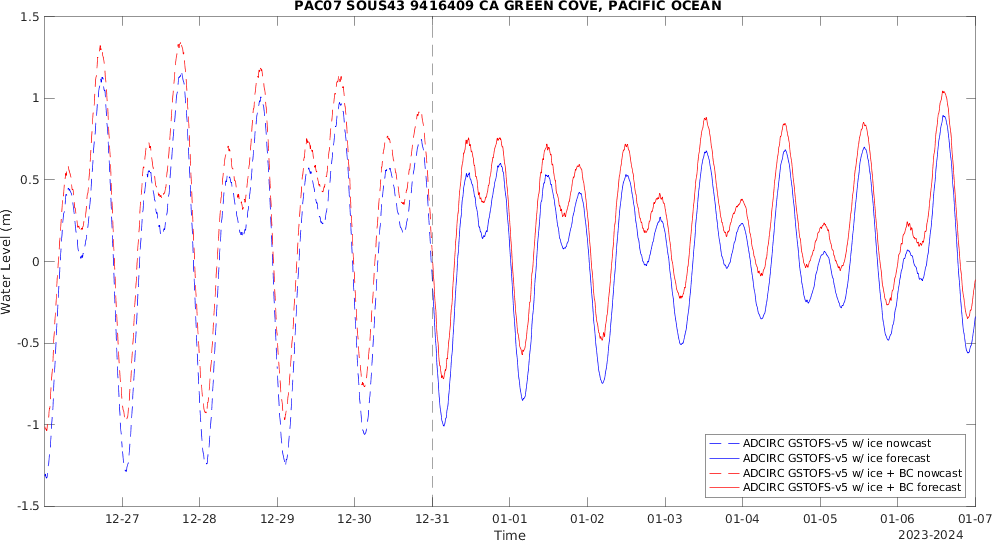 PAC07 SOUS43 9416409 CA GREEN COVE, PACIFIC OCEAN
1.5
1
0.5
0
-0.5
-1
-1.5
Water Level (m)
12-27 12-28 12-29 12-30 12-31 01-01 01-02 01-03 01-04 01-05 01-06 01-07
Time
2023-2024
ADCIRC GSTOFS-v5 w/ ice nowcast
ADCIRC GSTOFS-v5 w/ ice forecast
ADCIRC GSTOFS-v5 w/ ice + BC nowcast
ADCIRC GSTOFS-v5 w/ ice + BC forecast